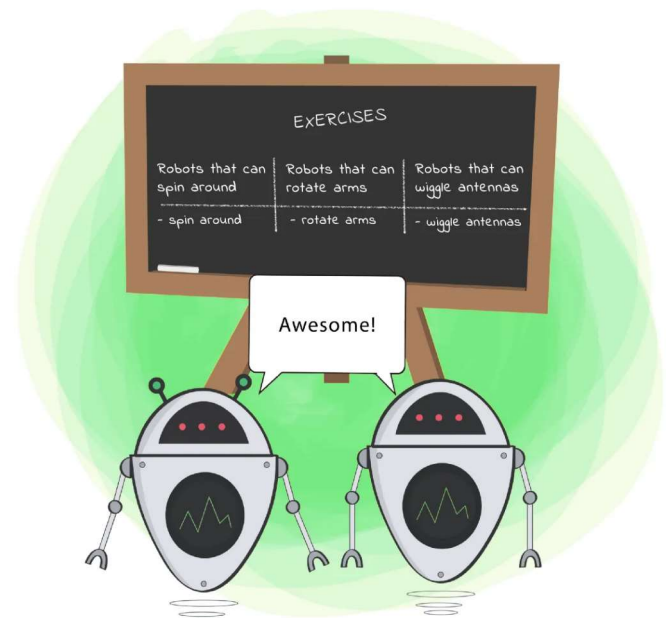 EXERCISES
Robots that can
spin around
Robots that can
rotate arms
Robots that can
wiggle antennas
- spin around
- rotate arms
- wiggle antennas
Awesome!